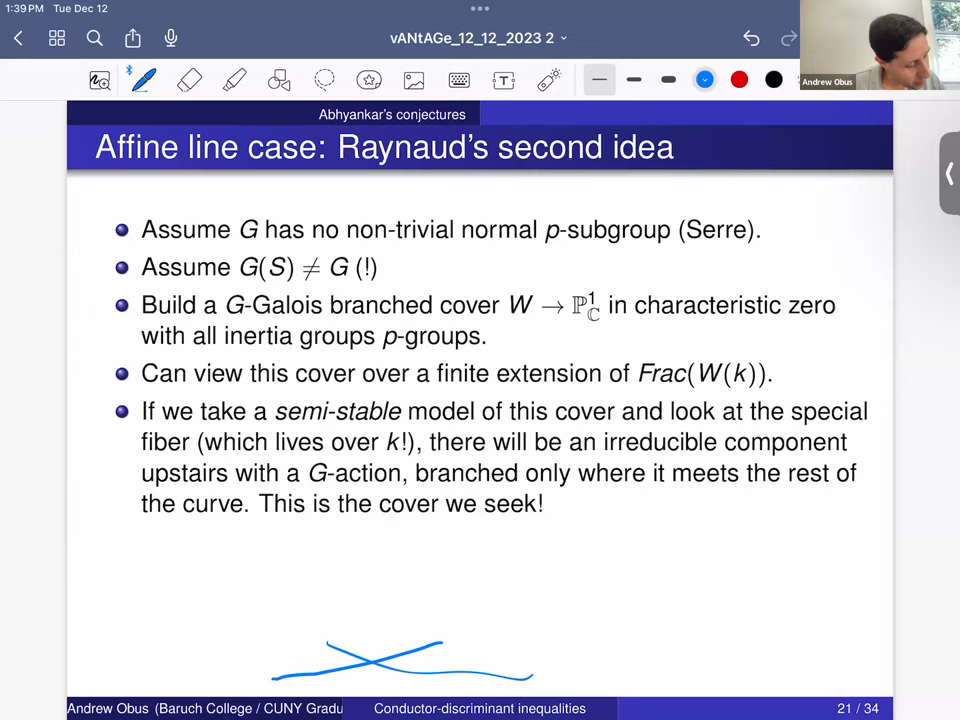 1:39 PM Tue Dec 12
vANtAGe_12_12_2023 2
Andrew Obus
Abhyankar's conjectures
Affine line case: Raynaud's second idea
Assume G has no non-trivial normal p-subgroup (Serre).
Assume G(S) ≠ G (!)
Build a G-Galois branched cover W → ℙ¹_ℂ in characteristic zero
with all inertia groups p-groups.
Can view this cover over a finite extension of Frac(W(k)).
If we take a semi-stable model of this cover and look at the special
fiber (which lives over k!), there will be an irreducible component
upstairs with a G-action, branched only where it meets the rest of
the curve. This is the cover we seek!
Andrew Obus (Baruch College / CUNY Gradu Conductor-discriminant inequalities 21 / 34